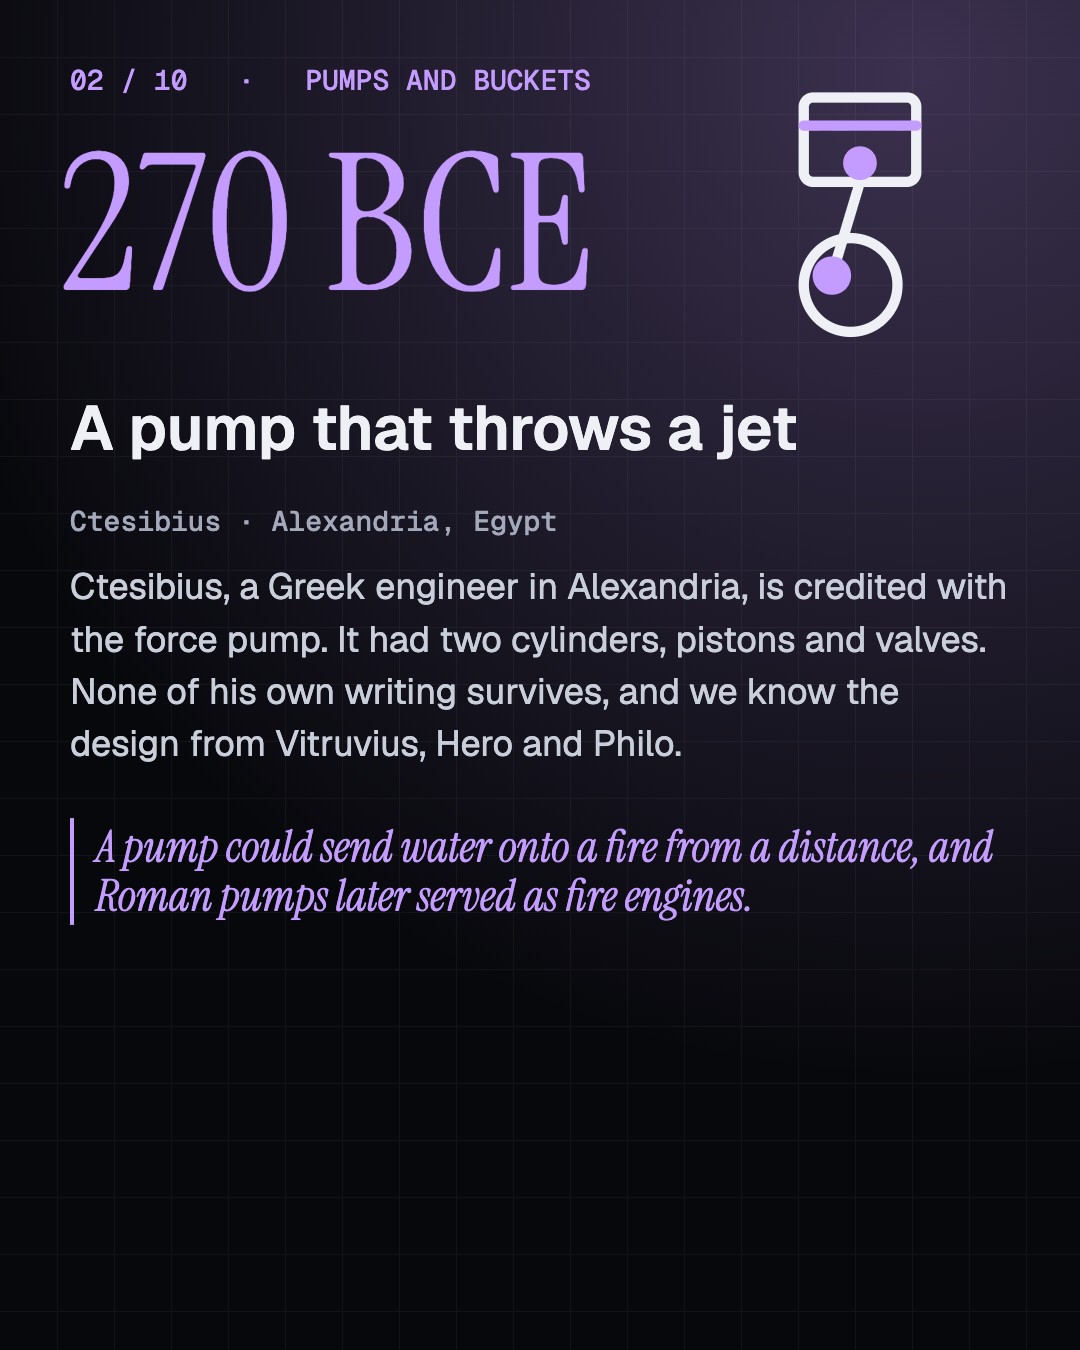 02 / 10 · PUMPS AND BUCKETS
270 BCE
A pump that throws a jet
Ctesibius · Alexandria, Egypt
Ctesibius, a Greek engineer in Alexandria, is credited with
the force pump. It had two cylinders, pistons and valves.
None of his own writing survives, and we know the
design from Vitruvius, Hero and Philo.
A pump could send water onto a fire from a distance, and
Roman pumps later served as fire engines.